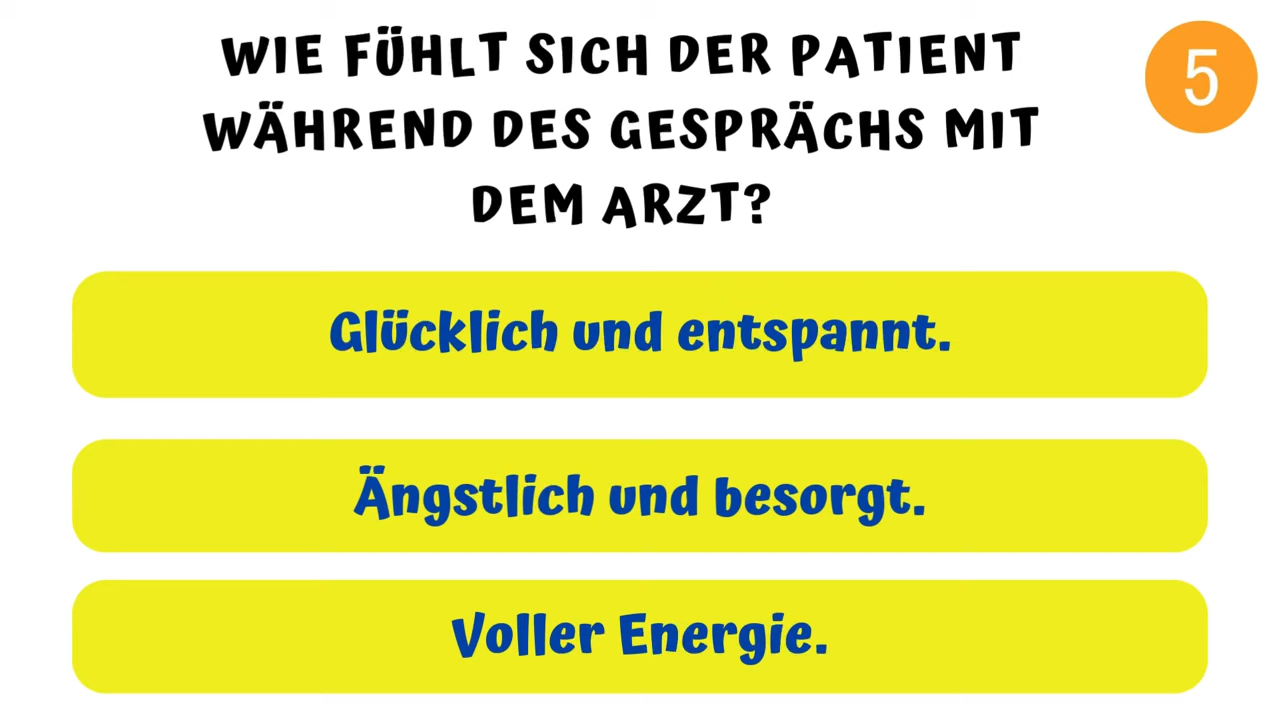 WIE FÜHLT SICH DER PATIENT
WÄHREND DES GESPRÄCHS MIT
DEM ARZT?
5
Glücklich und entspannt.
Ängstlich und besorgt.
Voller Energie.